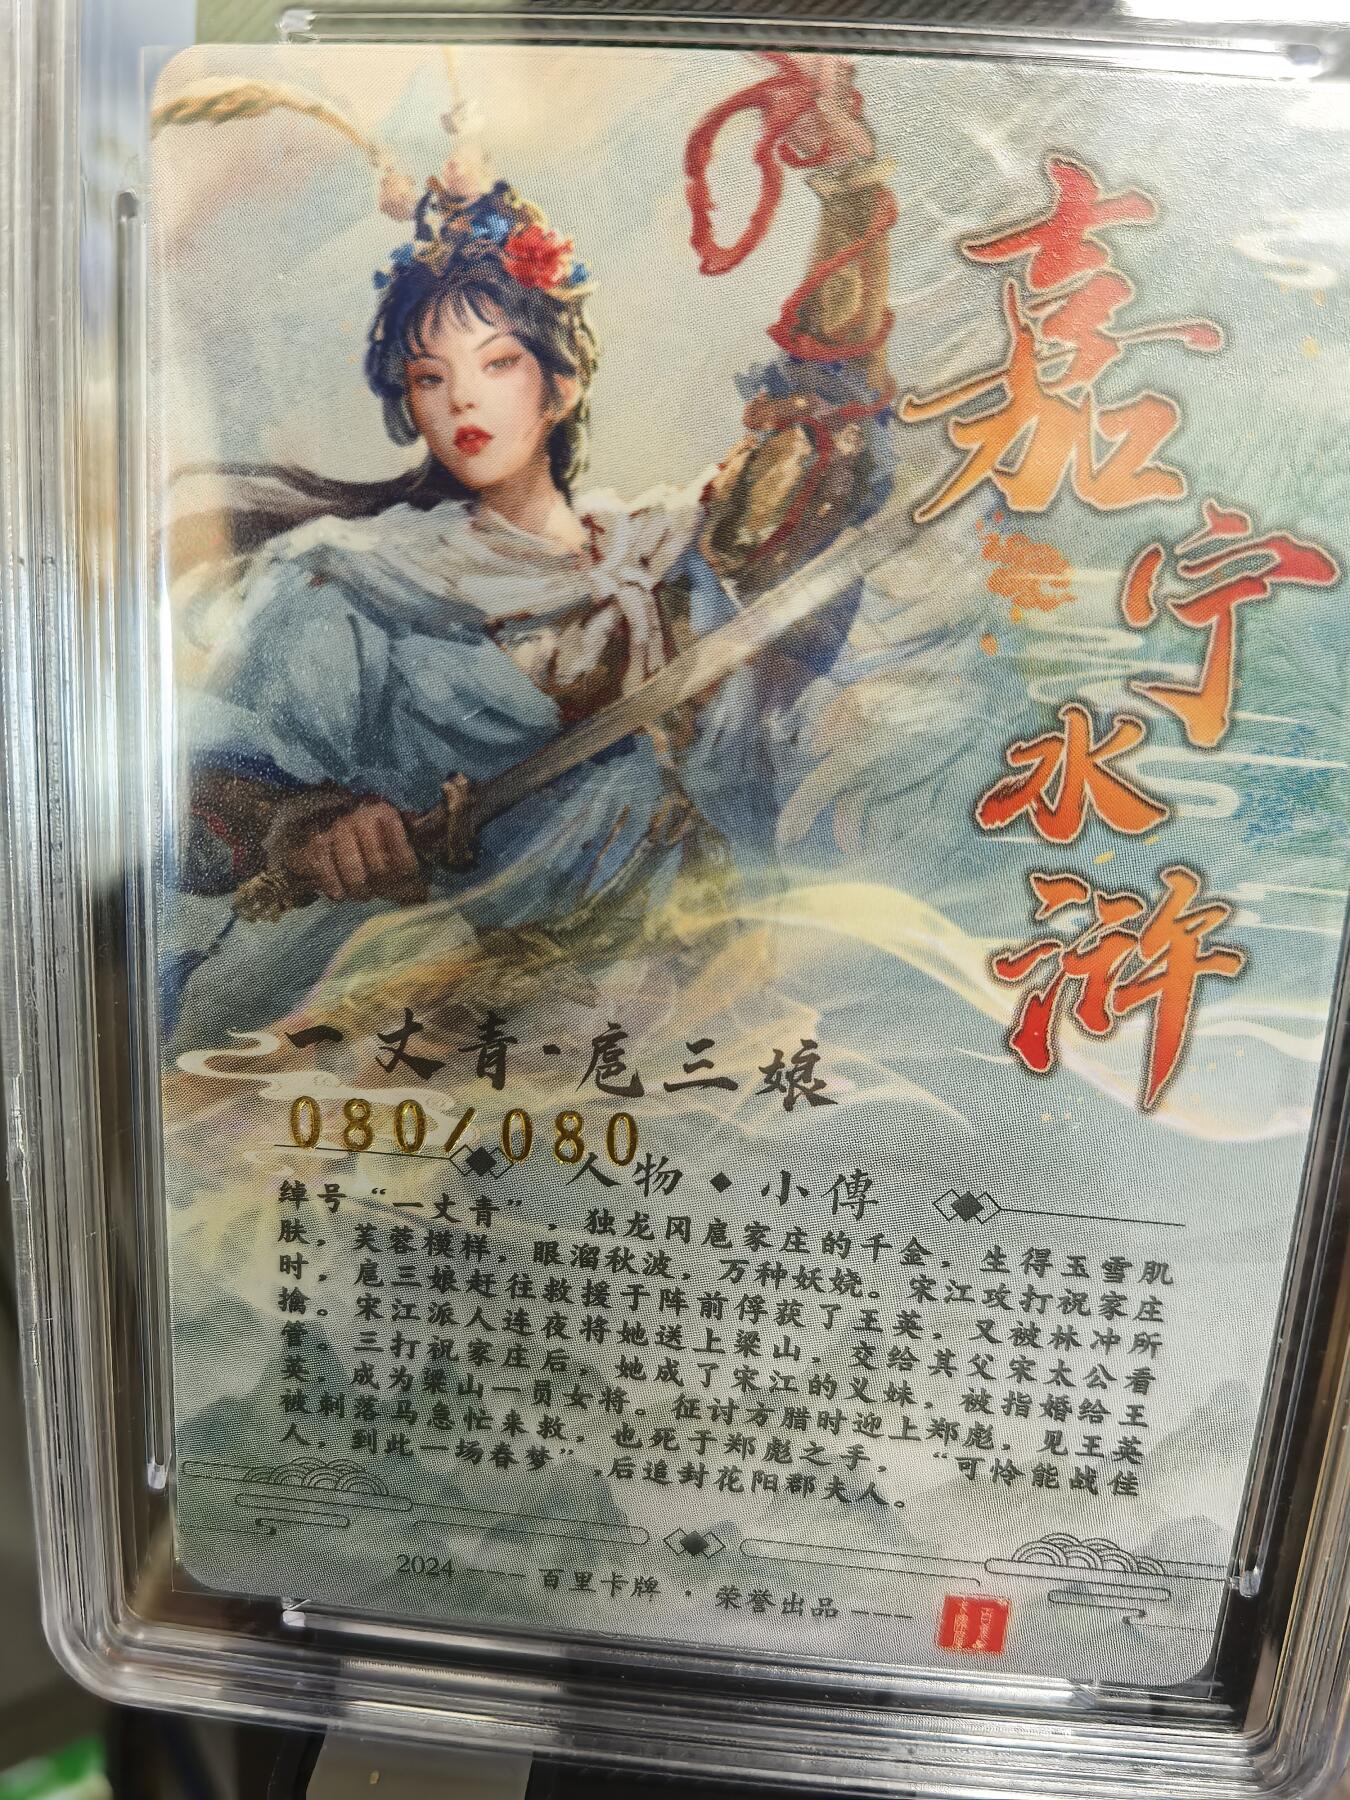 嘉宁水浒
一丈青·扈三娘
080/080
人物◆小傳
绰号“一丈青”，独龙冈扈家庄的千金，生得玉雪肌
肤，芙蓉模样，眼溜秋波，万种妖娆。宋江攻打祝家庄
时，扈三娘赶往救援于阵前俘获了王英，又被林冲所
擒。宋江派人连夜将她送上梁山，交给其父宋太公看
管。三打祝家庄后，她成了宋江的义妹，被指婚给王
英，成为梁山一员女将。征讨方腊时迎上郑彪，见王英
被刺落马急忙来救，也死于郑彪之手，“可怜能战佳
人，到此一场春梦”，后追封花阳郡夫人。
2024 --- 百里卡牌 · 荣誉出品 ---